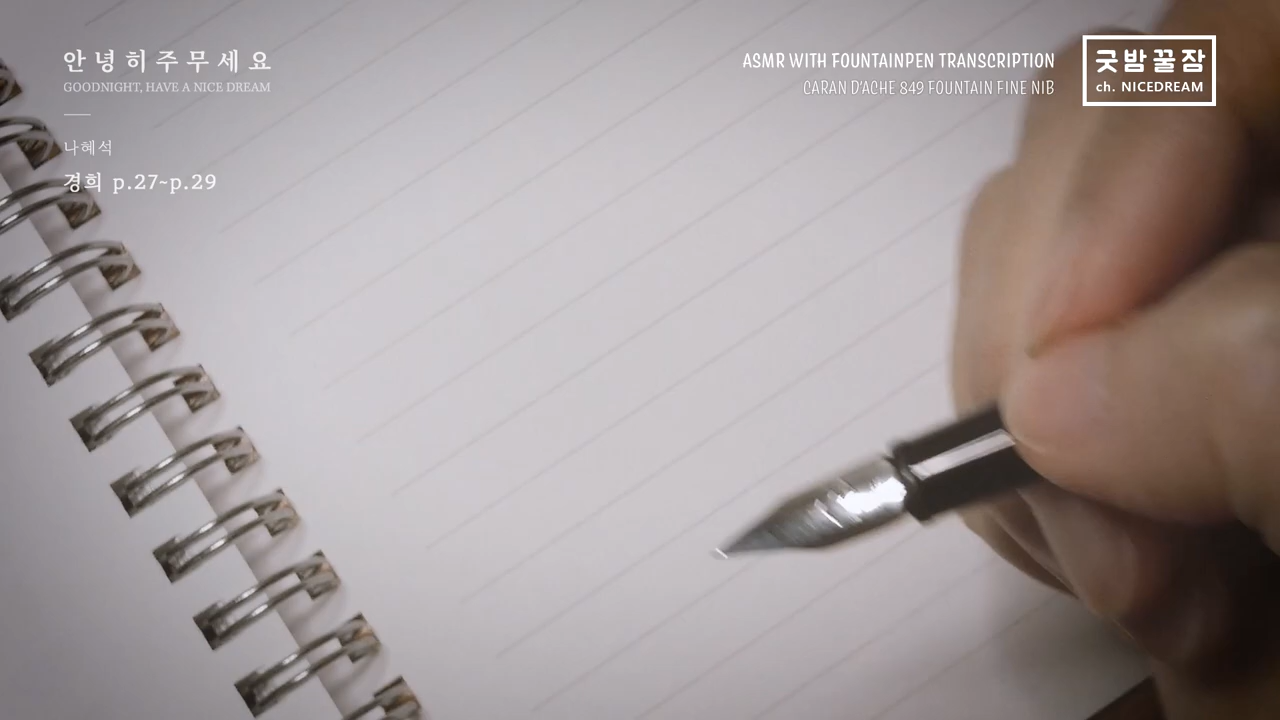 안녕히주무세요
GOODNIGHT, HAVE A NICE DREAM
나혜석
경희 p.27~p.29
ASMR WITH FOUNTAINPEN TRANSCRIPTION
CARAN D'ACHE 849 FOUNTAIN FINE NIB
굿밤꿀잠
ch. NICEDREAM